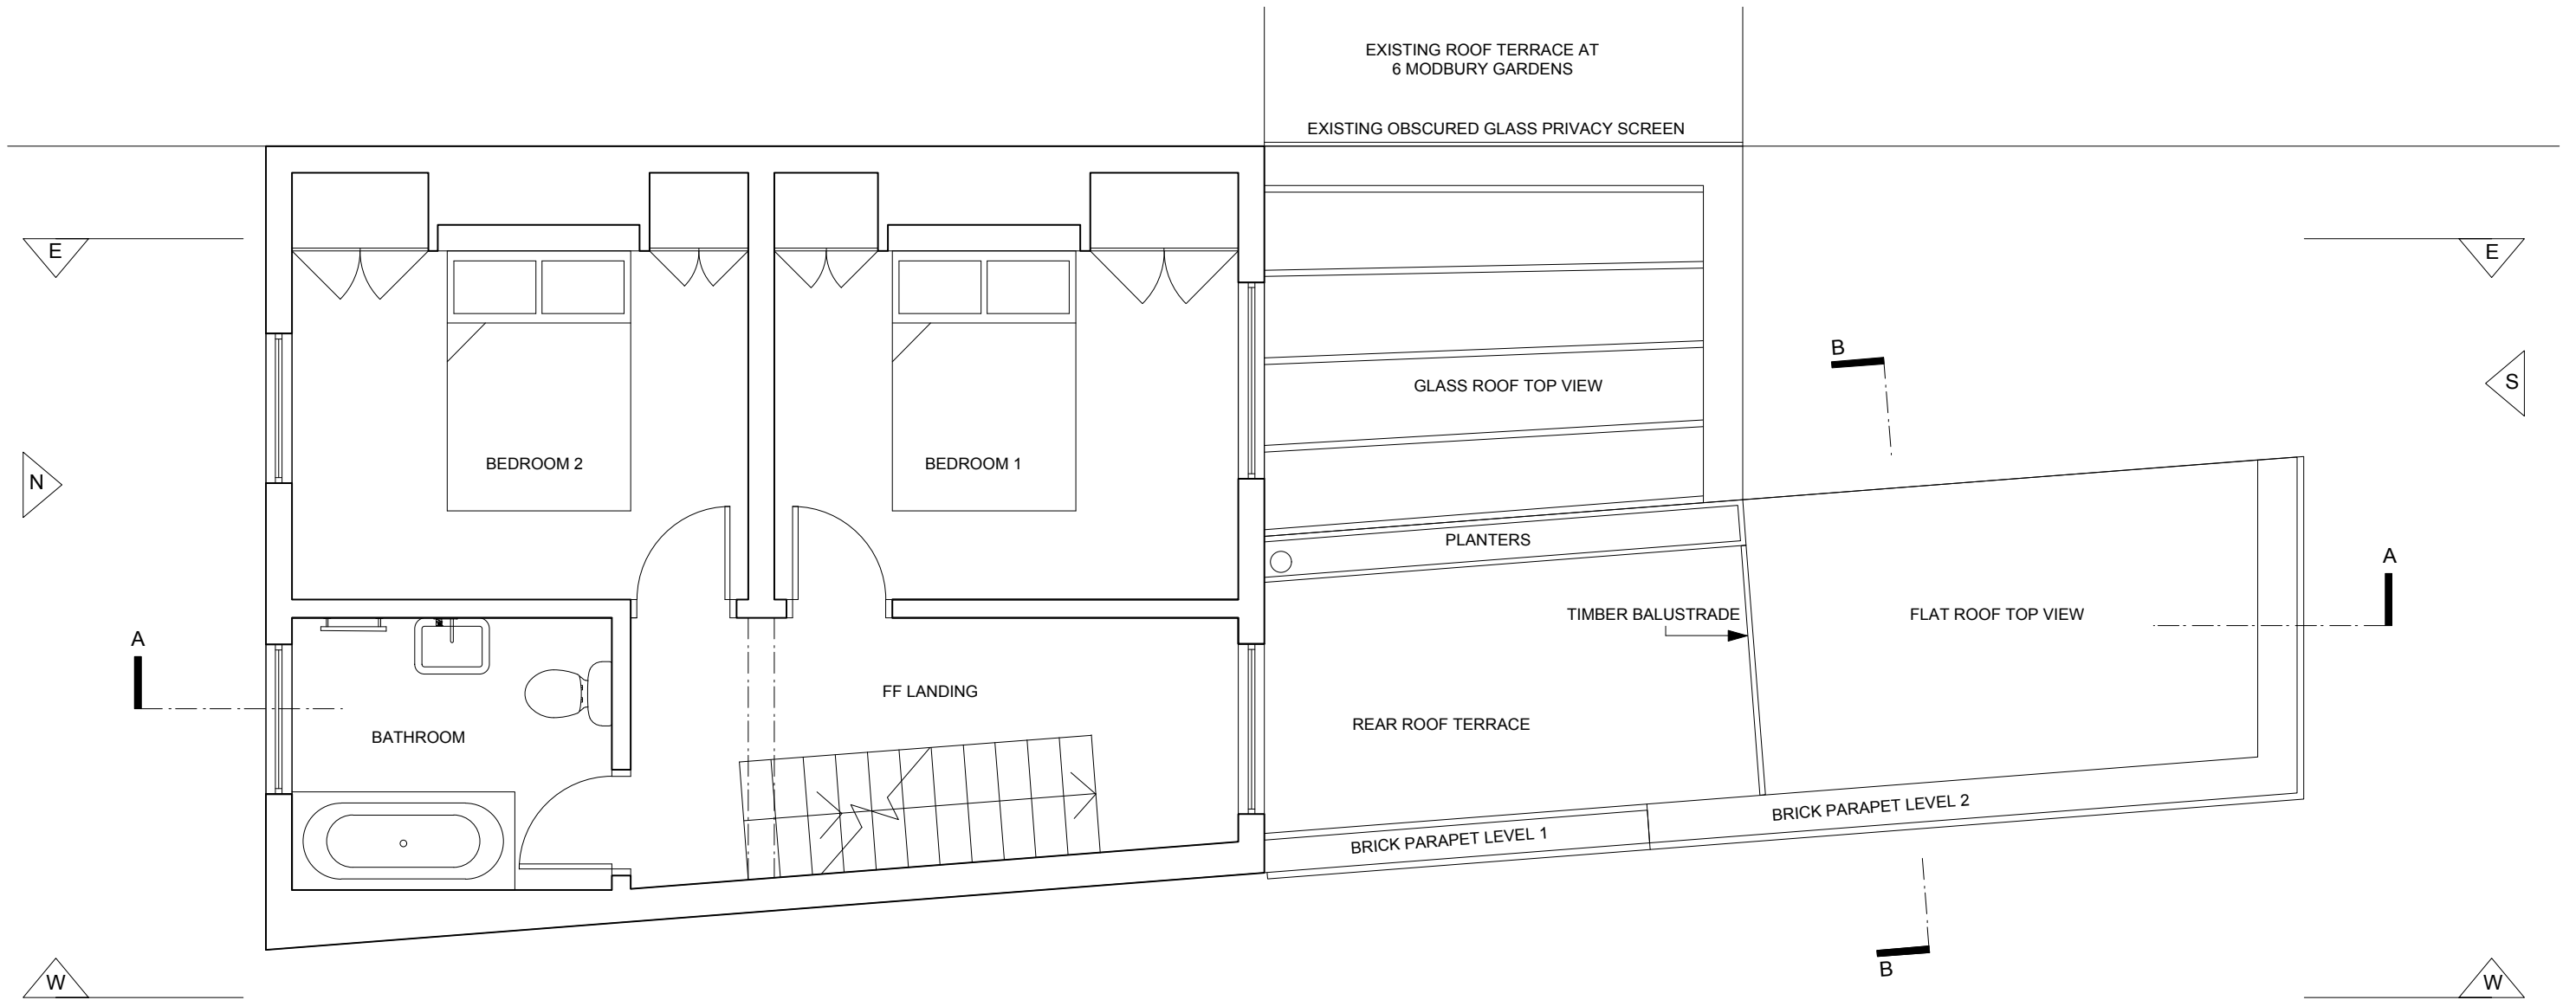 EXISTING ROOF TERRACE AT
6 MODBURY GARDENS
EXISTING OBSCURED GLASS PRIVACY SCREEN
E
E
B
S
GLASS ROOF TOP VIEW
BEDROOM 2
BEDROOM 1
N
PLANTERS
A
TIMBER BALUSTRADE
FLAT ROOF TOP VIEW
A
FF LANDING
REAR ROOF TERRACE
BATHROOM
BRICK PARAPET LEVEL 2
BRICK PARAPET LEVEL 1
B
W
W